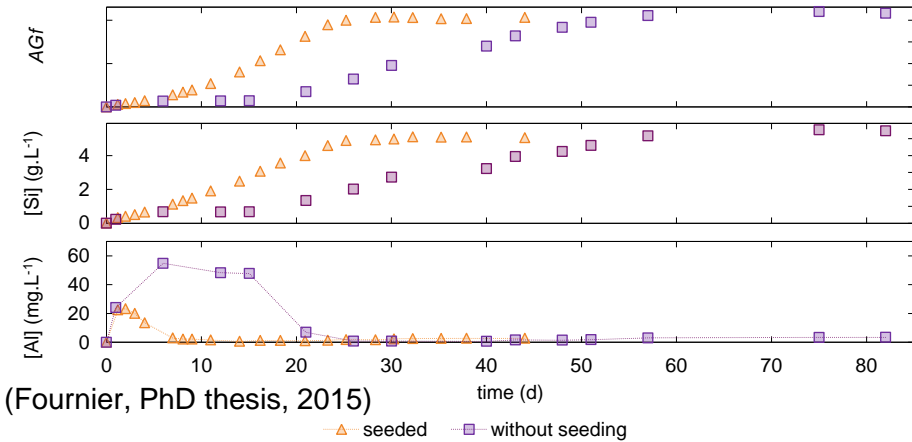 AGf
[Si] (g.L-1)
4
2
0
[Al] (mg.L-1)
60
40
20
0
0 10 20 30 40 50 60 70 80
time (d)
(Fournier, PhD thesis, 2015)
seeded without seeding